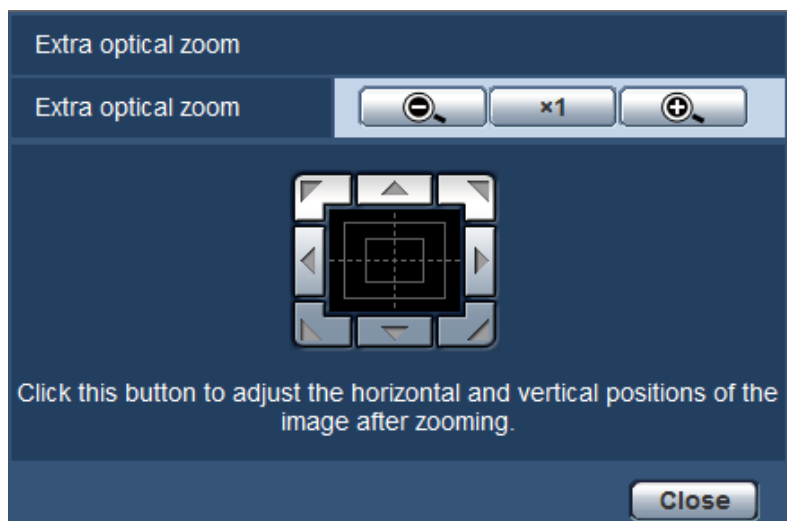 Extra optical zoom
Extra optical zoom
×1
Click this button to adjust the horizontal and vertical positions of the
image after zooming.
Close